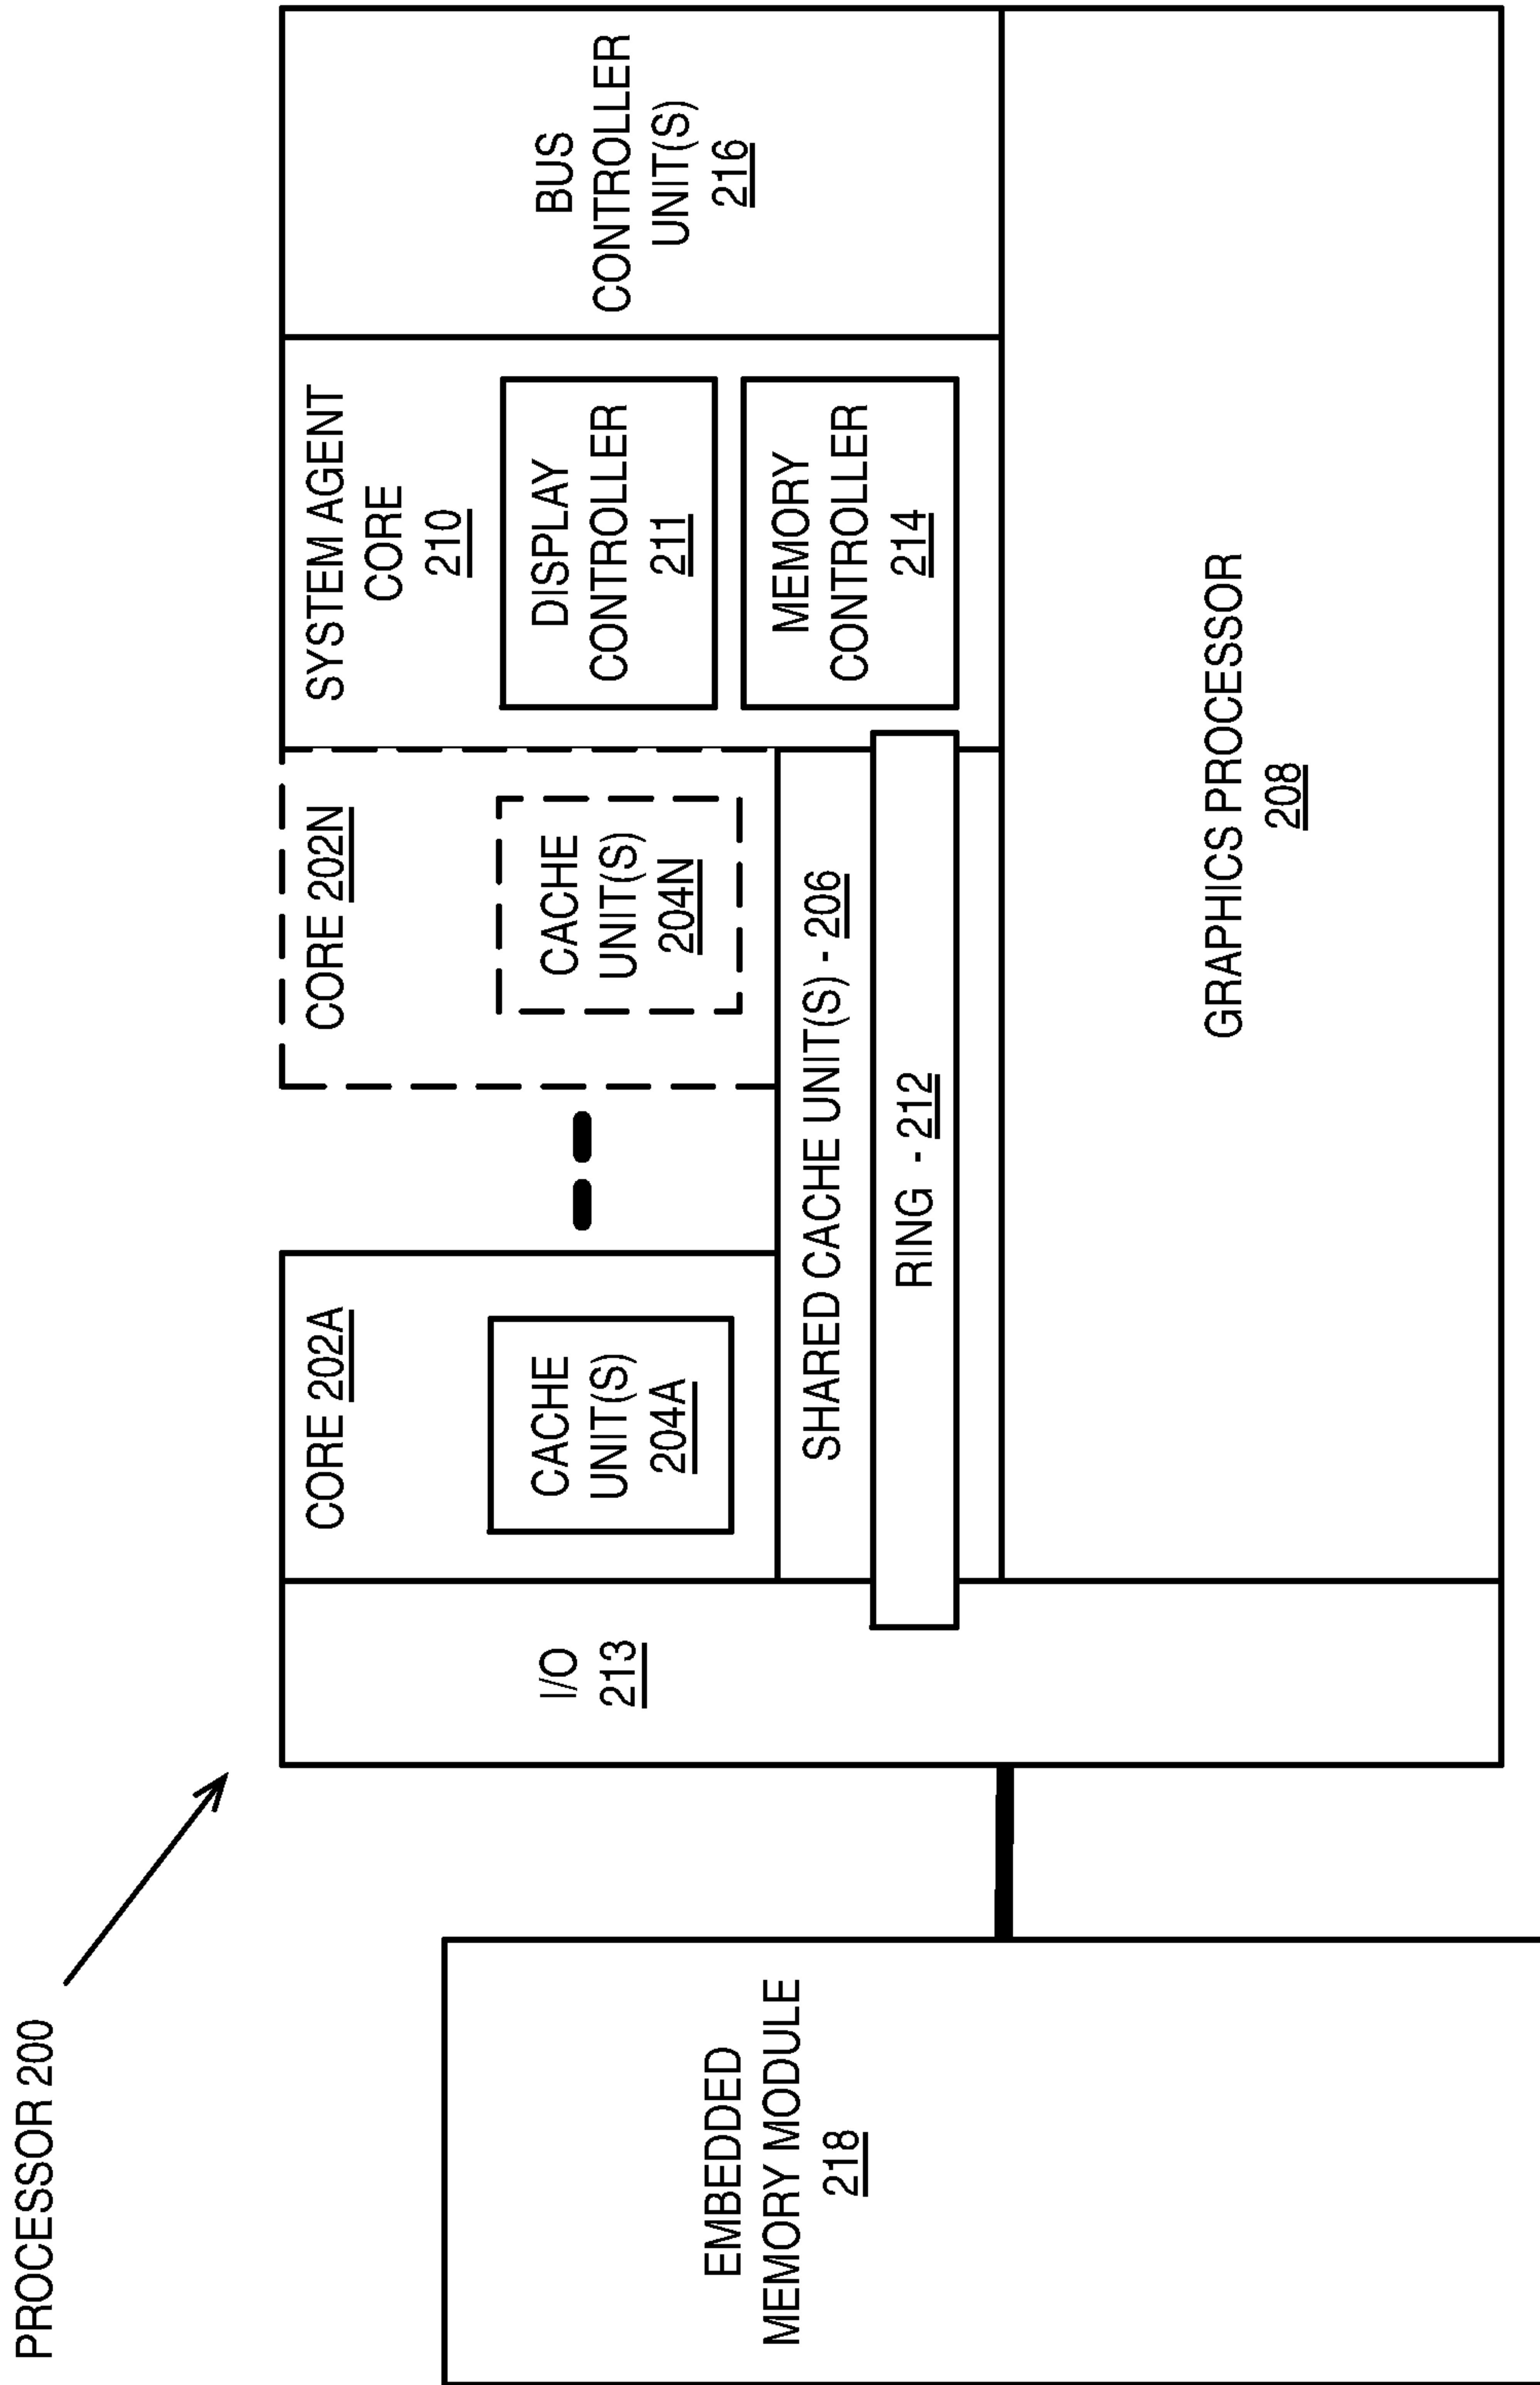 PROCESSOR 200
EMBEDDED
MEMORY MODULE
218
I/O
213
CORE 202A
CACHE
UNIT(S)
204A
CORE 202N
CACHE
UNIT(S)
204N
SHARED CACHE UNIT(S) - 206
RING - 212
SYSTEM AGENT
CORE
210
DISPLAY
CONTROLLER
211
MEMORY
CONTROLLER
214
BUS
CONTROLLER
UNIT(S)
216
GRAPHICS PROCESSOR
208